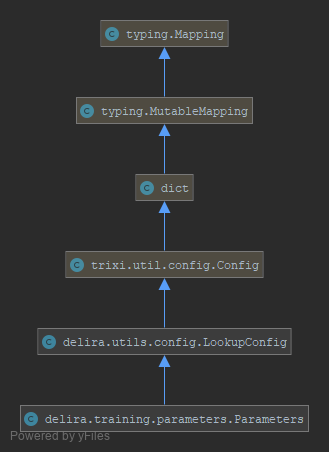 C typing.Mapping
C typing.MutableMapping
C dict
C trixi.util.config.Config
C delira.utils.config.LookupConfig
C delira.training.parameters.Parameters
Powered by yFiles